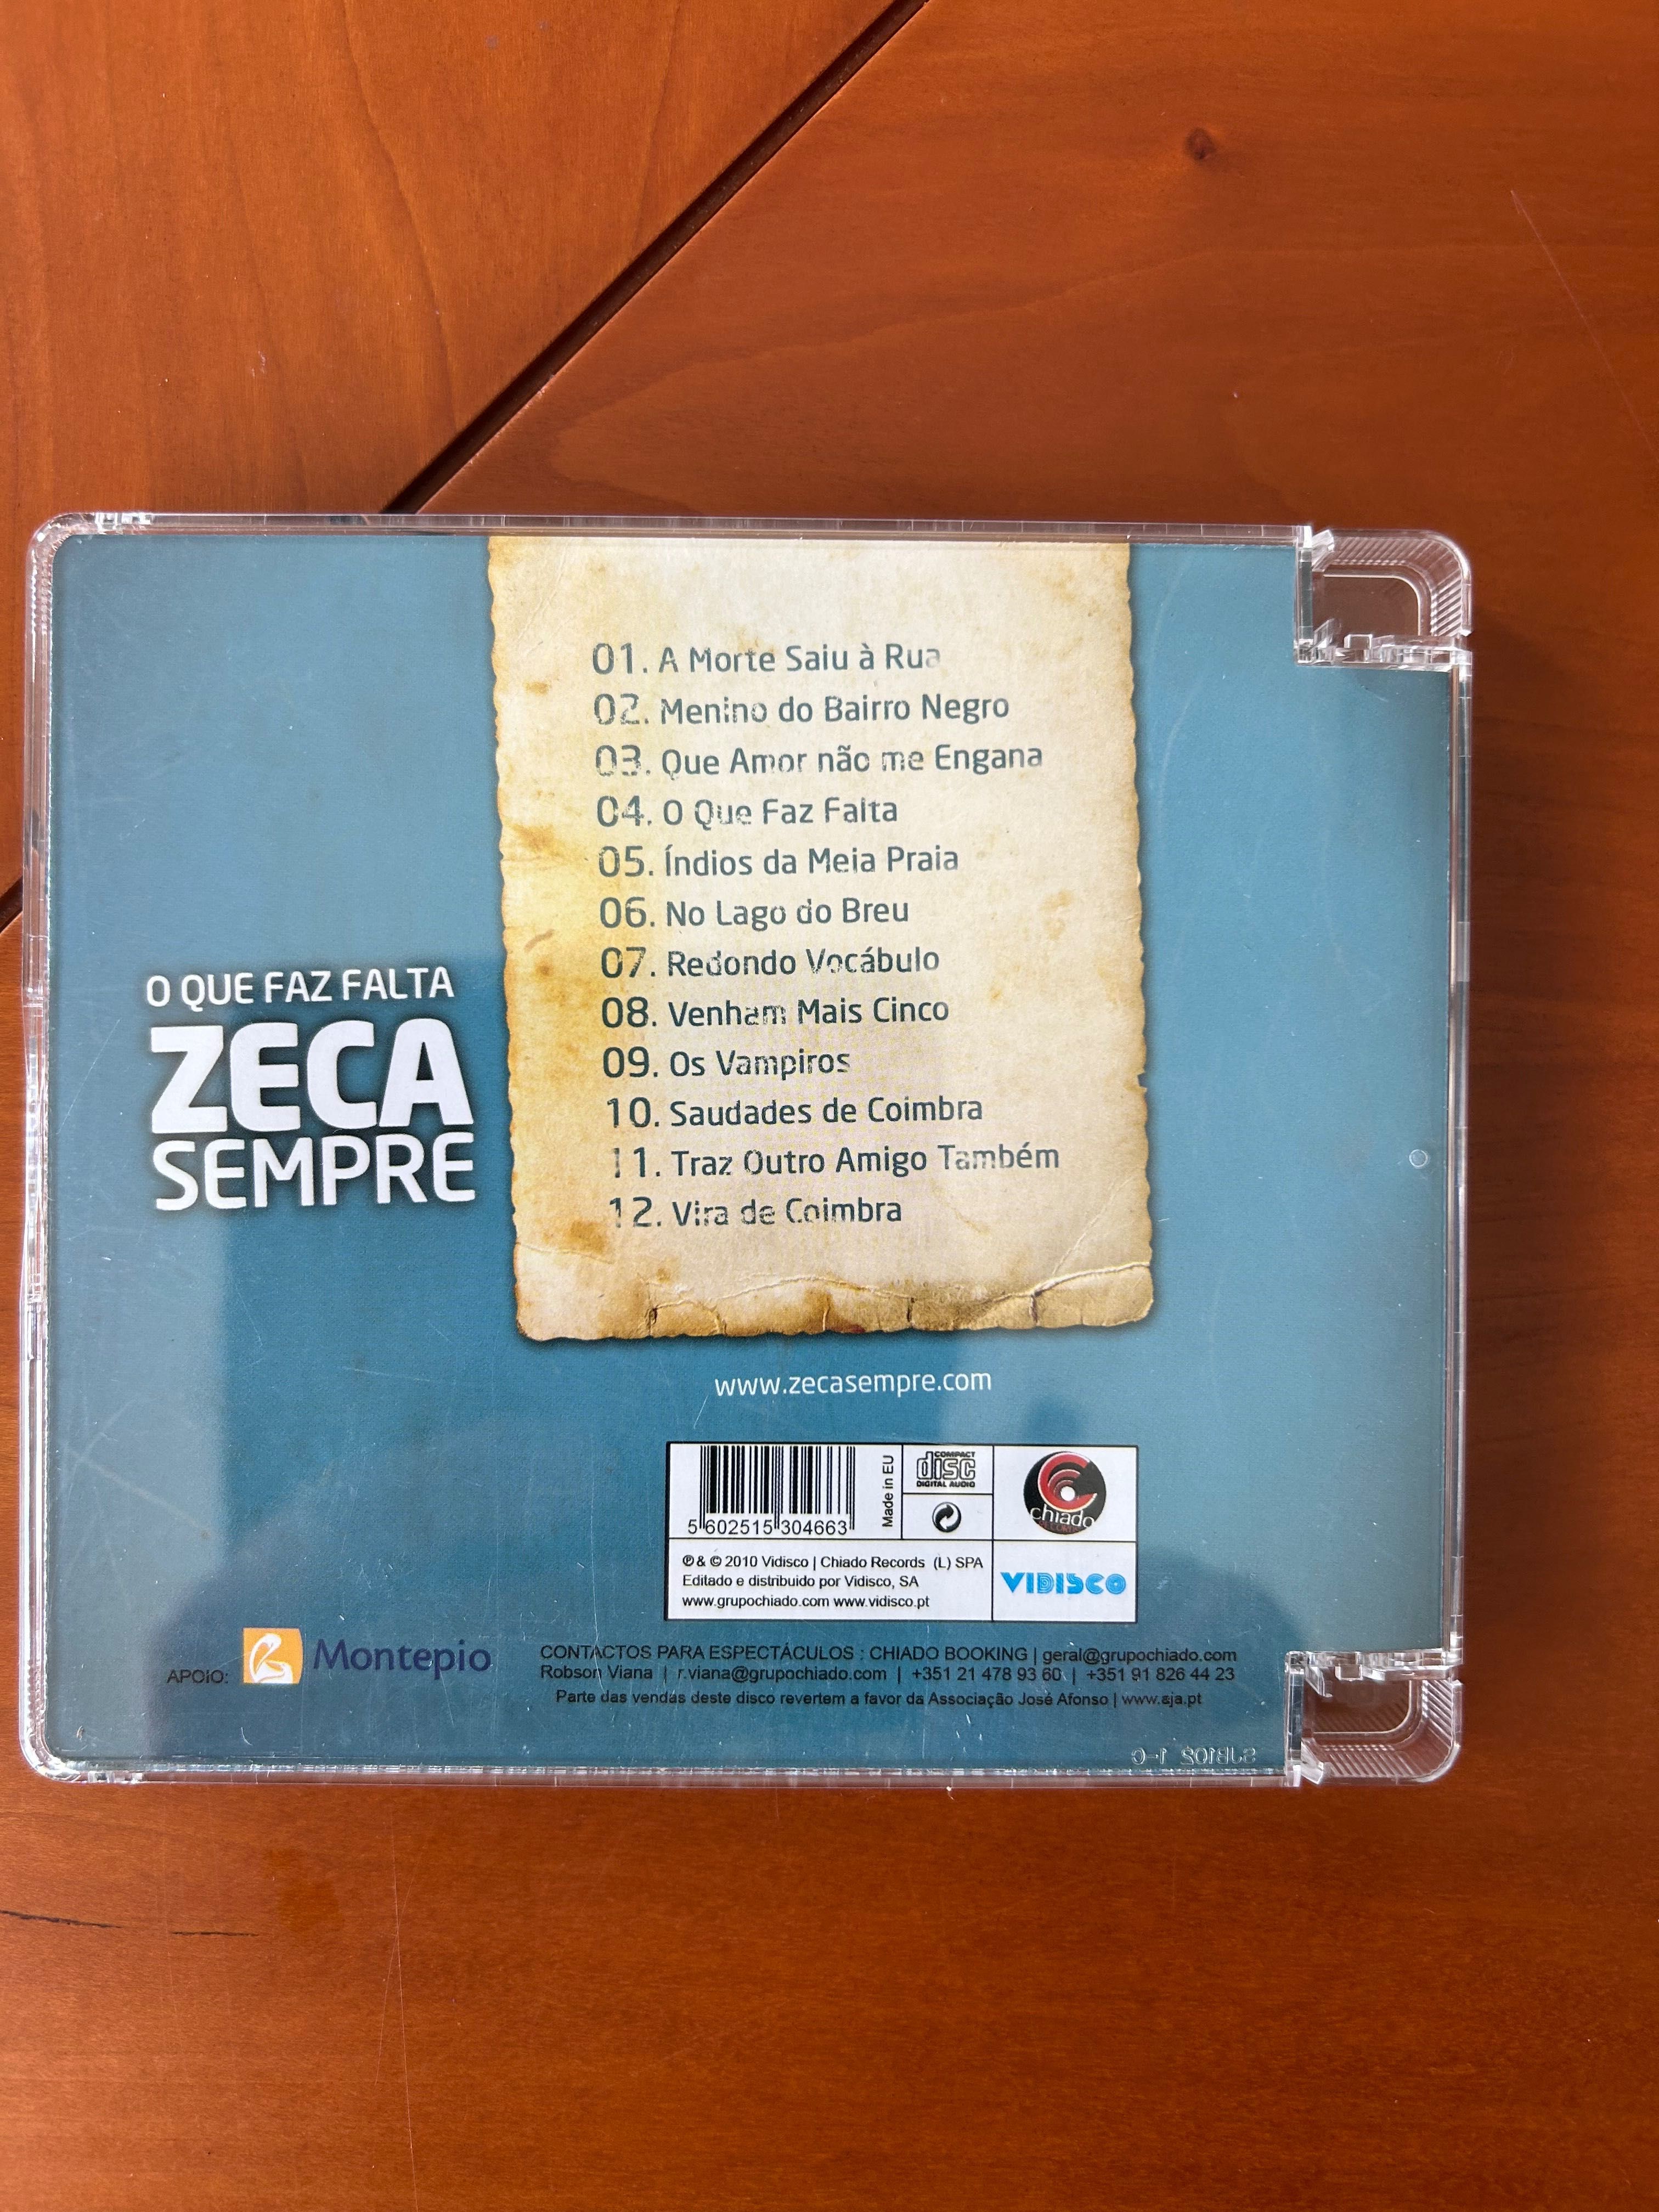 01. A Morte Saiu à Rua
02. Menino do Bairro Negro
03. Que Amor não me Engana
04. O Que Faz Falta
05. Índios da Meia Praia
06. No Lago do Breu
07. Redondo Vocábulo
08. Venham Mais Cinco
09. Os Vampiros
10. Saudades de Coimbra
11. Traz Outro Amigo Também
12. Vira de Coimbra
O QUE FAZ FALTA
ZECA
SEMPRE
www.zecasempre.com
5 602515 304663
Made in EU
COMPACT
disc
DIGITAL AUDIO
chiado
℗ & © 2010 Vidisco | Chiado Records (L) SPA
Editado e distribuido por Vidisco, SA
www.grupochiado.com www.vidisco.pt
VIDISCO
APOIO:
Montepio
CONTACTOS PARA ESPECTÁCULOS : CHIADO BOOKING | geral@grupochiado.com
Robson Viana | r.viana@grupochiado.com | +351 21 478 93 60 | +351 91 826 44 23
Parte das vendas deste disco revertem a favor da Associação José Afonso | www.aja.pt